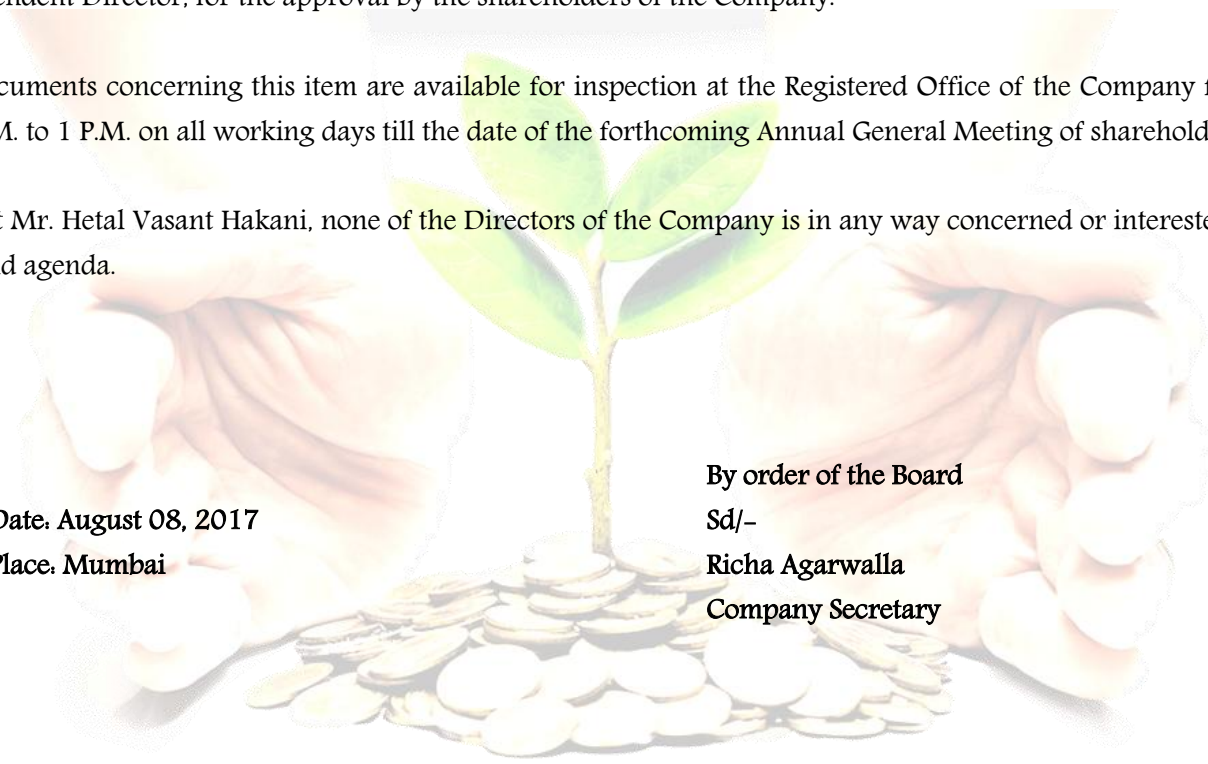 endent Director, for the approval by the shareholders of the Company.
cuments concerning this item are available for inspection at the Registered Office of the Company f
M. to 1 P.M. on all working days till the date of the forthcoming Annual General Meeting of sharehold
t Mr. Hetal Vasant Hakani, none of the Directors of the Company is in any way concerned or intereste
d agenda.
By order of the Board
Date: August 08, 2017 Sd/-
Place: Mumbai Richa Agarwalla
Company Secretary